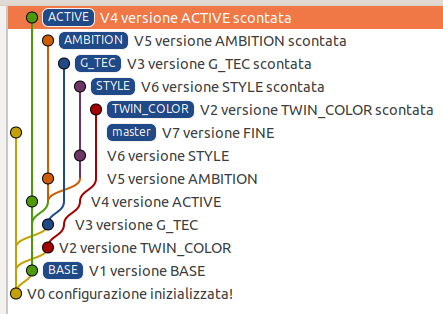 ACTIVE V4 versione ACTIVE scontata
AMBITION V5 versione AMBITION scontata
G_TEC V3 versione G_TEC scontata
STYLE V6 versione STYLE scontata
TWIN_COLOR V2 versione TWIN_COLOR scontata
master V7 versione FINE
V6 versione STYLE
V5 versione AMBITION
V4 versione ACTIVE
V3 versione G_TEC
V2 versione TWIN_COLOR
BASE V1 versione BASE
V0 configurazione inizializzata!